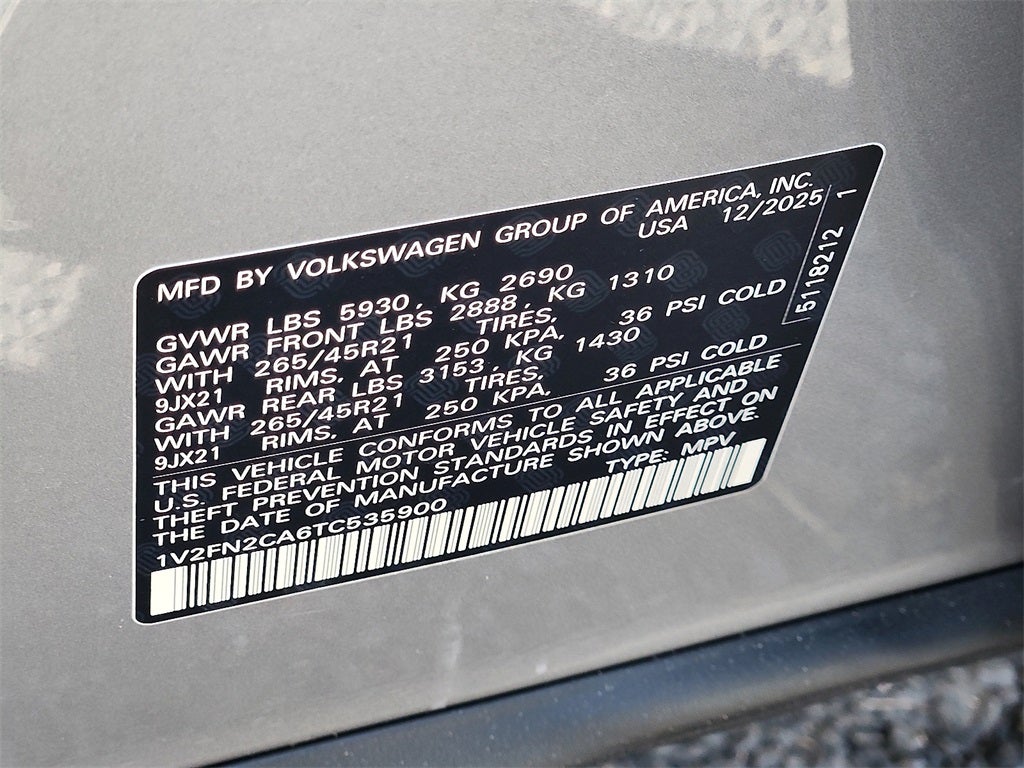 MFD BY VOLKSWAGEN GROUP OF AMERICA, INC.
USA 12/2025
GVWR LBS 5930, KG 2690
GAWR FRONT LBS 2888, KG 1310
WITH 265/45R21 TIRES,
9JX21 RIMS, AT 250 KPA, 36 PSI COLD
GAWR REAR LBS 3153, KG 1430
WITH 265/45R21 TIRES,
9JX21 RIMS, AT 250 KPA, 36 PSI COLD
THIS VEHICLE CONFORMS TO ALL APPLICABLE
U.S. FEDERAL MOTOR VEHICLE SAFETY AND
THEFT PREVENTION STANDARDS IN EFFECT ON
THE DATE OF MANUFACTURE SHOWN ABOVE.
1V2FN2CA6TC535900 TYPE: MPV
5118212 1